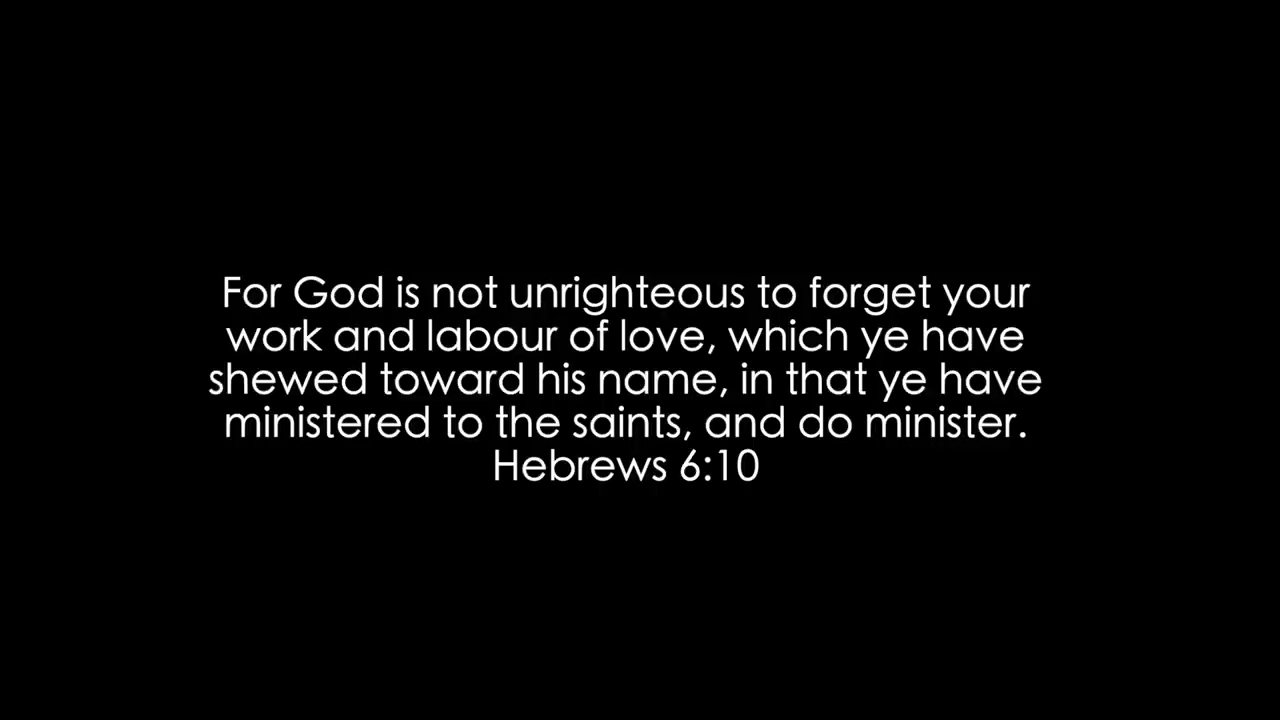 For God is not unrighteous to forget your
work and labour of love, which ye have
shewed toward his name, in that ye have
ministered to the saints, and do minister.
Hebrews 6:10